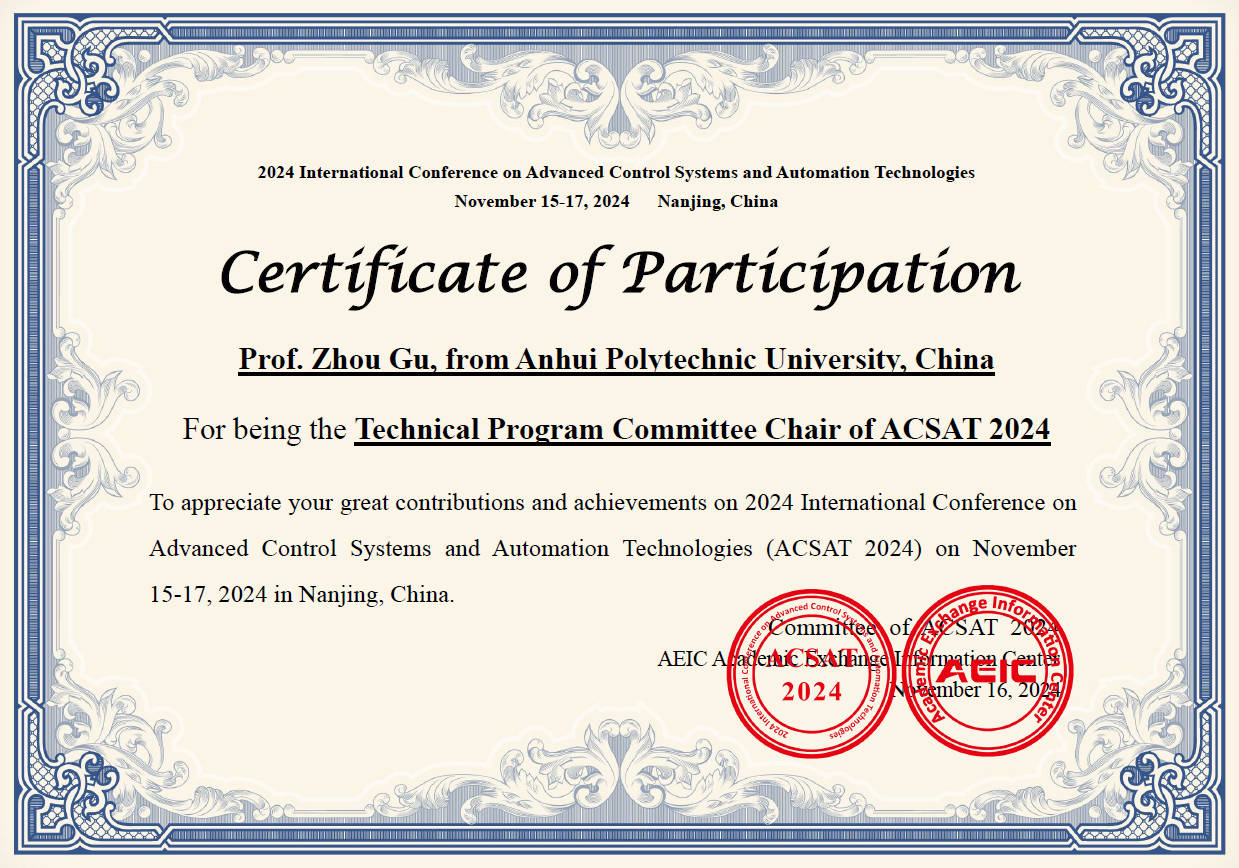 2024 International Conference on Advanced Control Systems and Automation Technologies
November 15-17, 2024 Nanjing, China
Certificate of Participation
Prof. Zhou Gu, from Anhui Polytechnic University, China
For being the Technical Program Committee Chair of ACSAT 2024
To appreciate your great contributions and achievements on 2024 International Conference on
Advanced Control Systems and Automation Technologies (ACSAT 2024) on November
15-17, 2024 in Nanjing, China.
Committee of ACSAT 2024
AEIC Academic Exchange Information Center
November 16, 2024
2024 International Conference on Advanced Control Systems and Automation Technologies
ACSAT
2024
Academic Exchange Information Center
AEIC